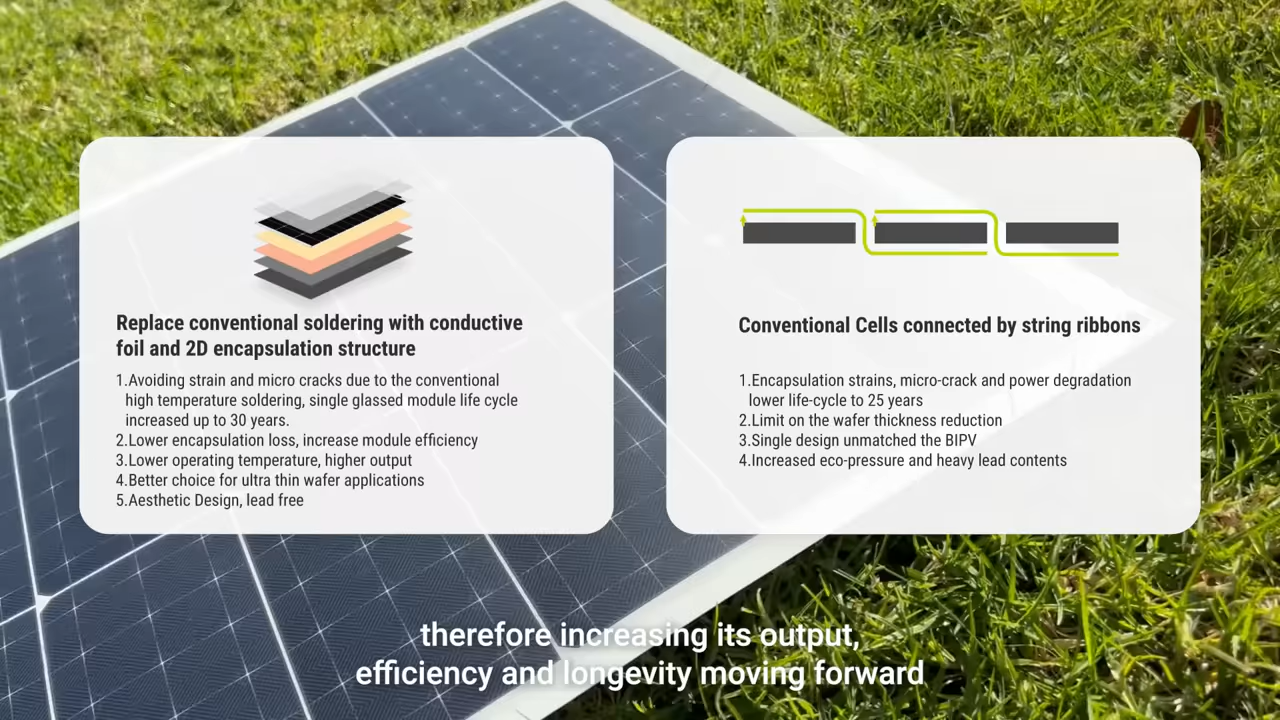 Replace conventional soldering with conductive
foil and 2D encapsulation structure
1.Avoiding strain and micro cracks due to the conventional
high temperature soldering, single glassed module life cycle
increased up to 30 years.
2.Lower encapsulation loss, increase module efficiency
3.Lower operating temperature, higher output
4.Better choice for ultra thin wafer applications
5.Aesthetic Design, lead free
Conventional Cells connected by string ribbons
1.Encapsulation strains, micro-crack and power degradation
lower life-cycle to 25 years
2.Limit on the wafer thickness reduction
3.Single design unmatched the BIPV
4.Increased eco-pressure and heavy lead contents
therefore increasing its output,
efficiency and longevity moving forward